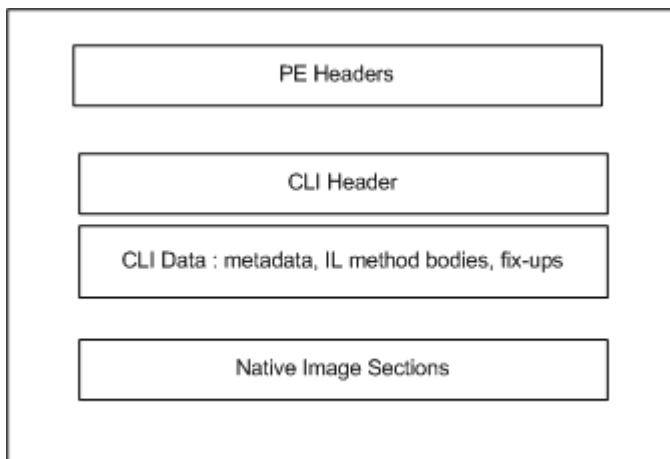 PE Headers
CLI Header
CLI Data : metadata, IL method bodies, fix-ups
Native Image Sections